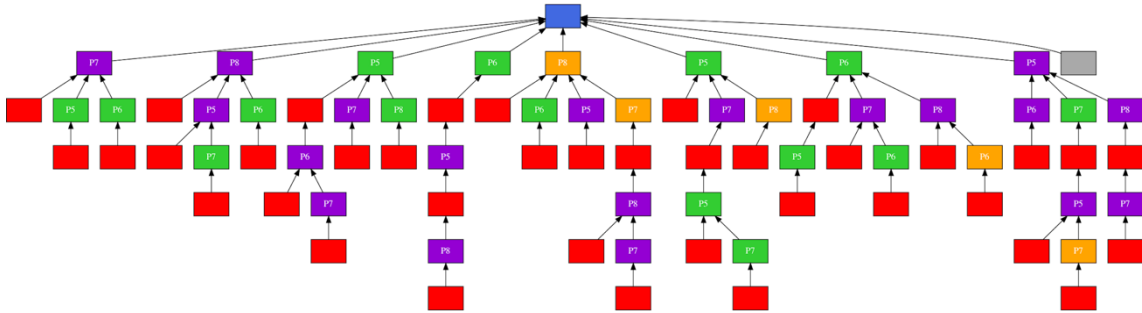 P7 P8 P5 P6 P8 P5 P6 P5
P5 P6 P5 P6 P7 P8 P6 P5 P7 P7 P8 P7 P8 P6 P7 P8
P7 P6 P5 P5 P6 P6
P7 P8 P5 P5 P7
P8 P7 P7 P7